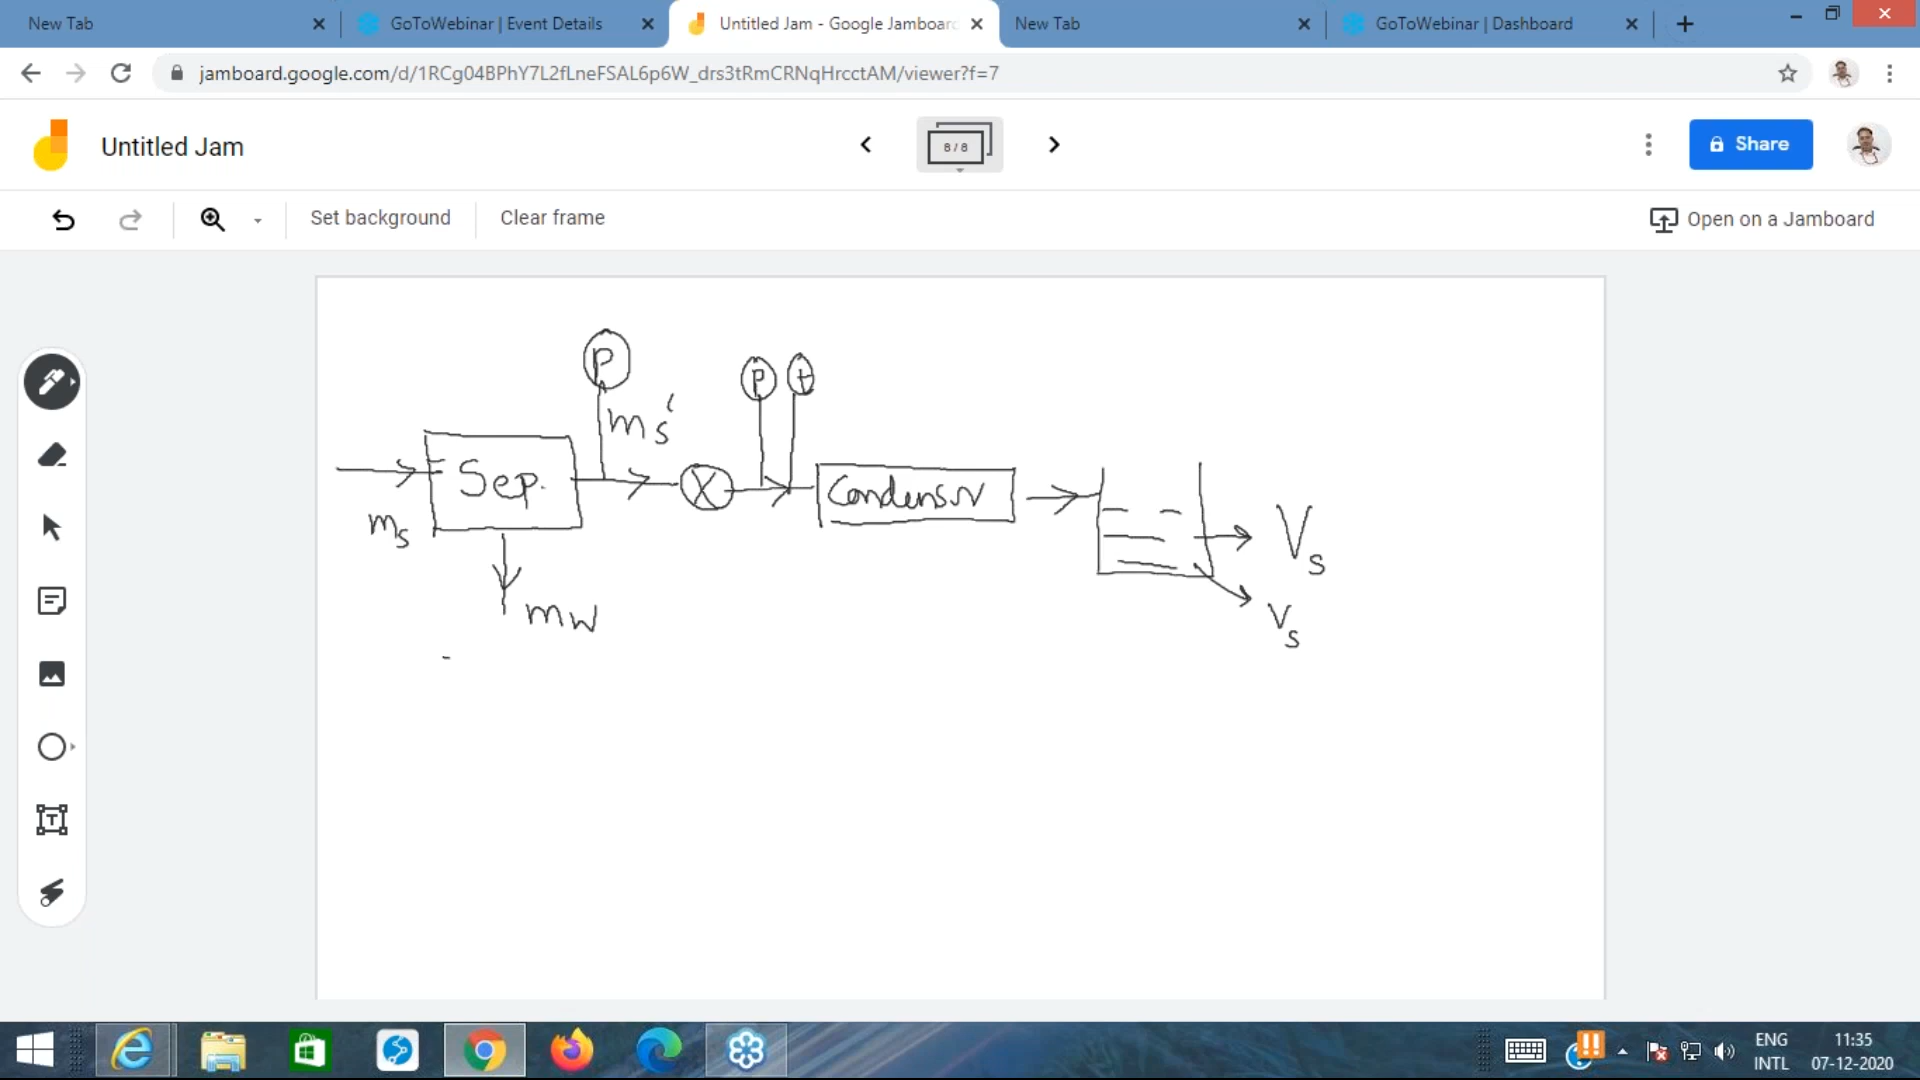 New Tab
GoToWebinar | Event Details
Untitled Jam - Google Jamboard
New Tab
GoToWebinar | Dashboard
jamboard.google.com/d/1RCg04BPhY7L2fLneFSAL6p6W_drs3tRmCRNqHrcctAM/viewer?f=7
Untitled Jam
8 / 8
Share
Set background
Clear frame
Open on a Jamboard
P
P t
ms'
Sep.
X
Condensor
ms
Vs
mw
Vs
ENG 11:35
INTL 07-12-2020